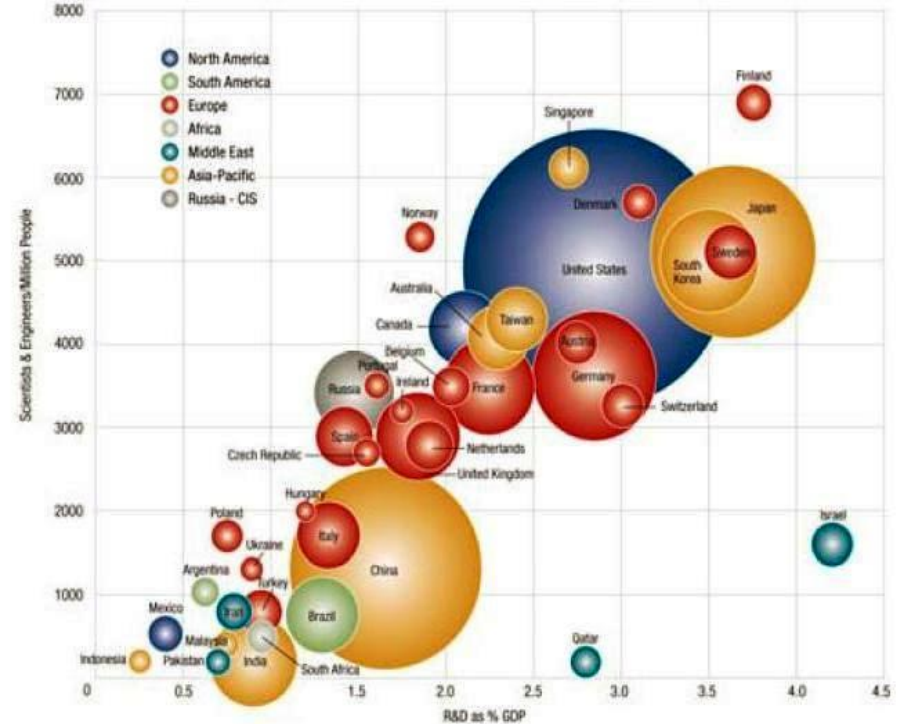 8000
7000
6000
5000
4000
3000
2000
1000
Scientists & Engineers/Million People
North America
South America
Europe
Africa
Middle East
Asia-Pacific
Russia - CIS
Finland
Singapore
Denmark
Japan
Norway
Sweden
South
Korea
United States
Australia
Canada
Taiwan
Belgium
Austria
Portugal
Ireland
Russia
France
Germany
Switzerland
Spain
Czech Republic
Netherlands
United Kingdom
Hungary
Poland
Italy
Israel
Ukraine
China
Argentina
Turkey
Mexico
Iran
Brazil
Malaysia
Qatar
Indonesia
Pakistan
India
South Africa
0 0.5 1.5 2.0 2.5 3.0 3.5 4.0 4.5
R&D as % GDP